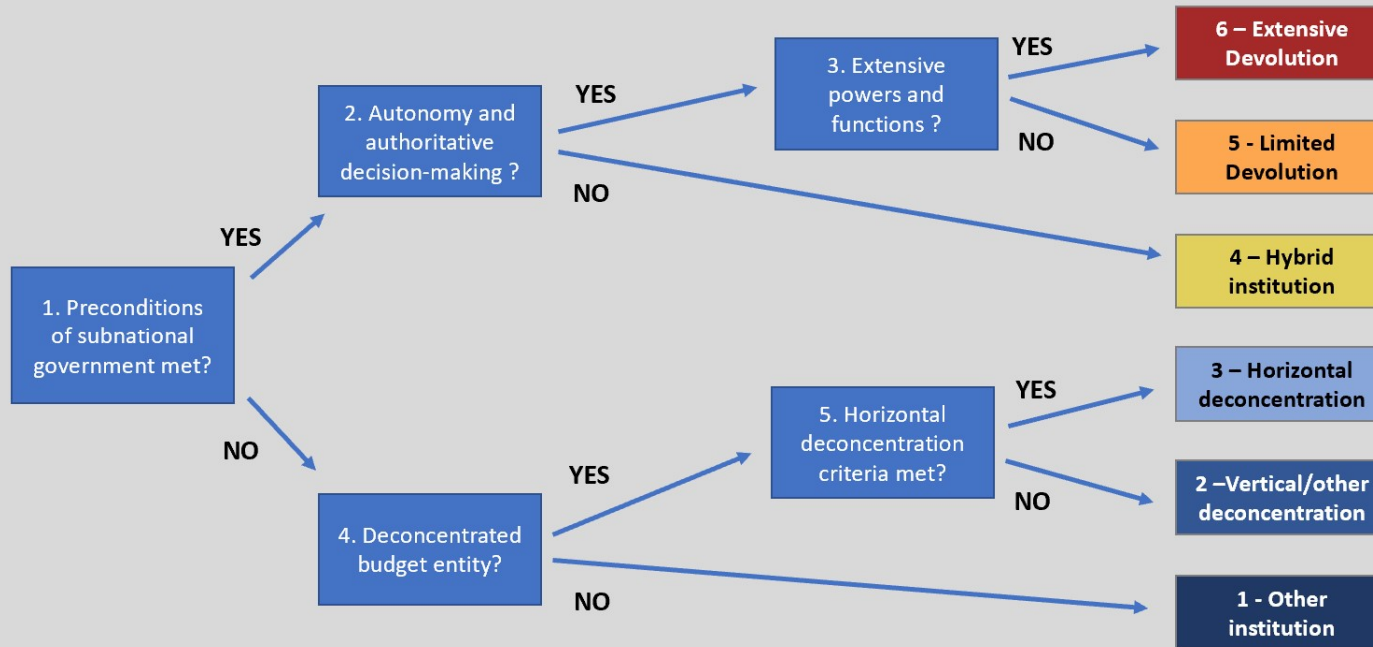 1. Preconditions
of subnational
government met?
YES
NO
2. Autonomy and
authoritative
decision-making ?
YES
NO
3. Extensive
powers and
functions ?
YES
NO
6 – Extensive
Devolution
5 - Limited
Devolution
4 – Hybrid
institution
4. Deconcentrated
budget entity?
YES
NO
5. Horizontal
deconcentration
criteria met?
YES
NO
3 – Horizontal
deconcentration
2 –Vertical/other
deconcentration
1 - Other
institution